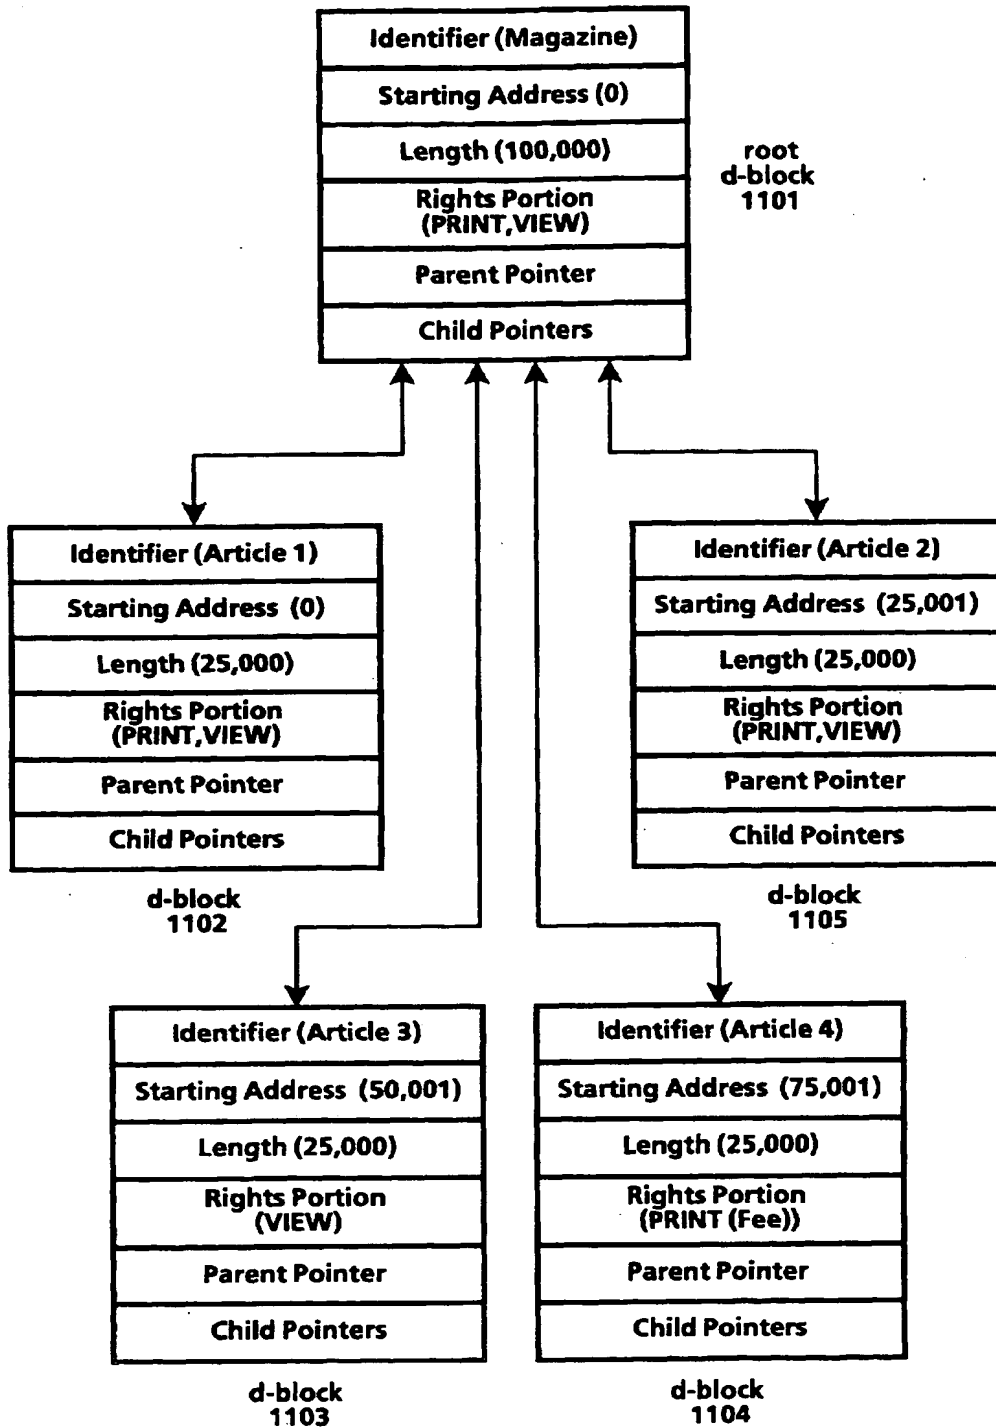 Identifier (Magazine)
Starting Address (0)
Length (100,000)
Rights Portion
(PRINT,VIEW)
Parent Pointer
Child Pointers
root
d-block
1101
Identifier (Article 1)
Starting Address (0)
Length (25,000)
Rights Portion
(PRINT,VIEW)
Parent Pointer
Child Pointers
d-block
1102
Identifier (Article 2)
Starting Address (25,001)
Length (25,000)
Rights Portion
(PRINT,VIEW)
Parent Pointer
Child Pointers
d-block
1105
Identifier (Article 3)
Starting Address (50,001)
Length (25,000)
Rights Portion
(VIEW)
Parent Pointer
Child Pointers
d-block
1103
Identifier (Article 4)
Starting Address (75,001)
Length (25,000)
Rights Portion
(PRINT (Fee))
Parent Pointer
Child Pointers
d-block
1104